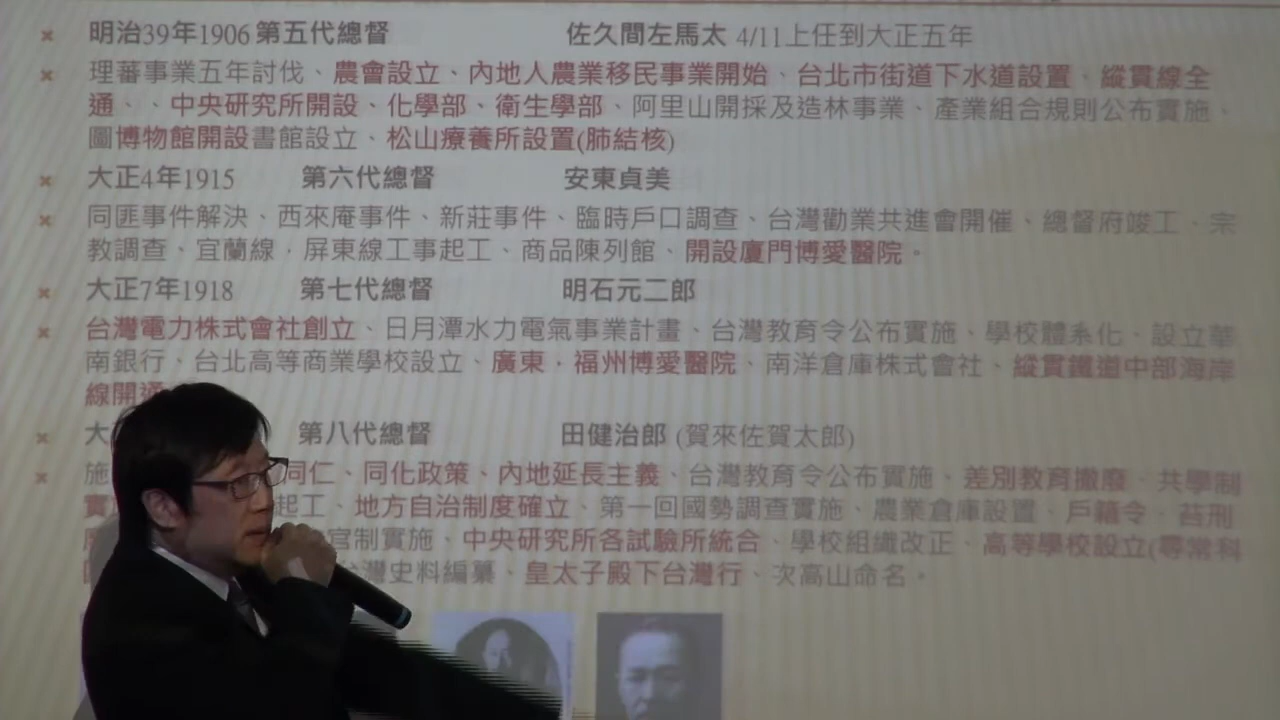 明治39年1906 第五代總督 佐久間左馬太 4/11上任到大正五年
理蕃事業五年討伐、農會設立、內地人農業移民事業開始、台北市街道下水道設置、縱貫線全
通、、中央研究所開設、化學部、衛生學部、阿里山開採及造林事業、產業組合規則公布實施、
圖博物館開設書館設立、松山療養所設置(肺結核)
大正4年1915 第六代總督 安東貞美
同匪事件解決、西來庵事件、新莊事件、臨時戶口調查、台灣勸業共進會開催、總督府竣工、宗
教調查、宜蘭線，屏東線工事起工、商品陳列館、開設廈門博愛醫院。
大正7年1918 第七代總督 明石元二郎
台灣電力株式會社創立、日月潭水力電氣事業計畫、台灣教育令公布實施、學校體系化、設立華
南銀行、台北高等商業學校設立、廣東，福州博愛醫院、南洋倉庫株式會社、縱貫鐵道中部海岸
線開通
大 第八代總督 田健治郎 (賀來佐賀太郎)
施 同仁、同化政策、內地延長主義、台灣教育令公布實施、差別教育撤廢、共學制
實 起工、地方自治制度確立、第一回國勢調查實施、農業倉庫設置、戶籍令、苔刑
官制實施、中央研究所各試驗所統合、學校組織改正、高等學校設立(尋常科
台灣史料編纂、皇太子殿下台灣行、次高山命名。